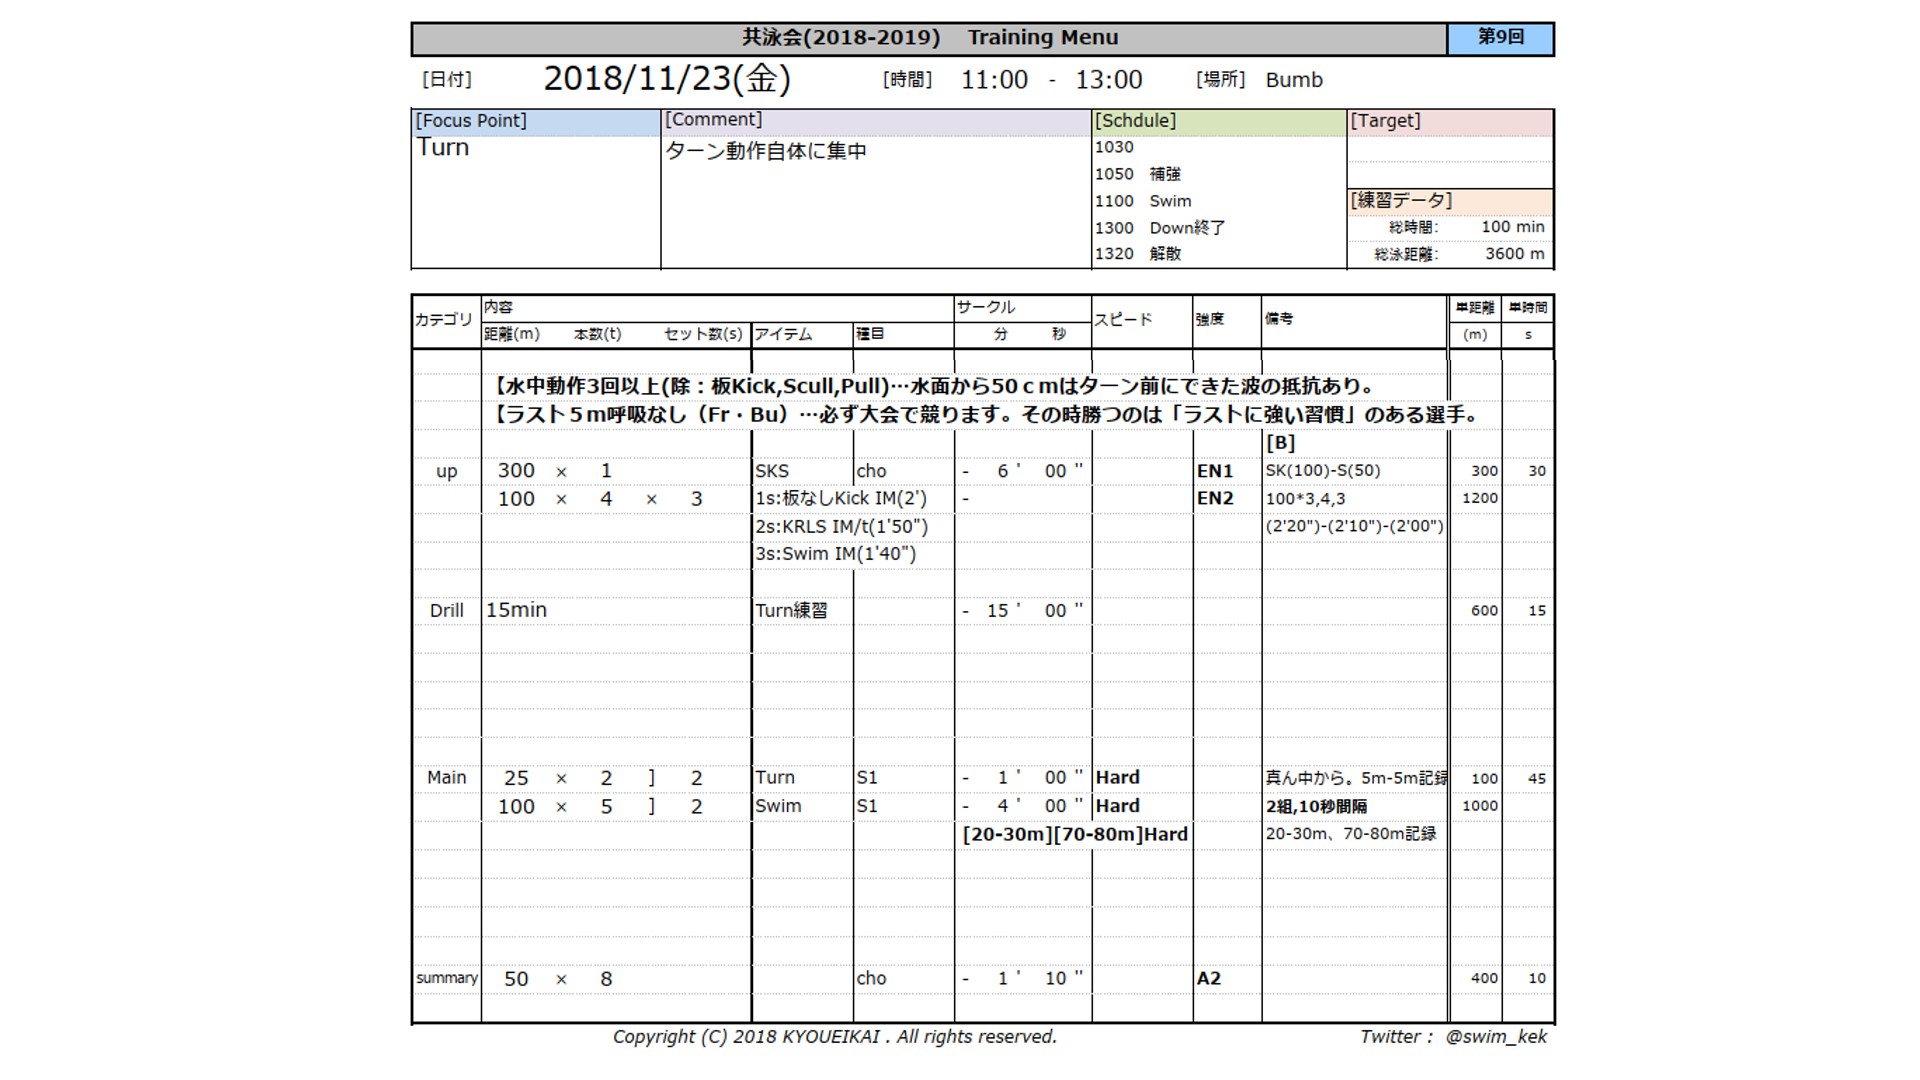 共泳会(2018-2019) Training Menu 第9回
[日付] 2018/11/23(金) [時間] 11:00 - 13:00 [場所] Bumb
[Focus Point] [Comment] [Schdule] [Target]
Turn ターン動作自体に集中 1030
1050 補強
1100 Swim [練習データ]
1300 Down終了 総時間: 100 min
1320 解散 総泳距離: 3600 m
カテゴリ 内容 サークル スピード 強度 備考 単距離 単時間
距離(m) 本数(t) セット数(s) アイテム 種目 分 秒 (m) s
【水中動作3回以上(除：板Kick,Scull,Pull)…水面から50ｃmはターン前にできた波の抵抗あり。
【ラスト５m呼吸なし（Fr・Bu）…必ず大会で競ります。その時勝つのは「ラストに強い習慣」のある選手。
[B]
up 300 × 1 SKS cho - 6 ' 00 " EN1 SK(100)-S(50) 300 30
100 × 4 × 3 1s:板なしKick IM(2') - EN2 100*3,4,3 1200
2s:KRLS IM/t(1'50") (2'20")-(2'10")-(2'00")
3s:Swim IM(1'40")
Drill 15min Turn練習 - 15 ' 00 " 600 15
Main 25 × 2 ] 2 Turn S1 - 1 ' 00 " Hard 真ん中から。5m-5m記録 100 45
100 × 5 ] 2 Swim S1 - 4 ' 00 " Hard 2組,10秒間隔 1000
[20-30m][70-80m]Hard 20-30m、70-80m記録
summary 50 × 8 cho - 1 ' 10 " A2 400 10
Copyright (C) 2018 KYOUEIKAI . All rights reserved. Twitter： @swim_kek